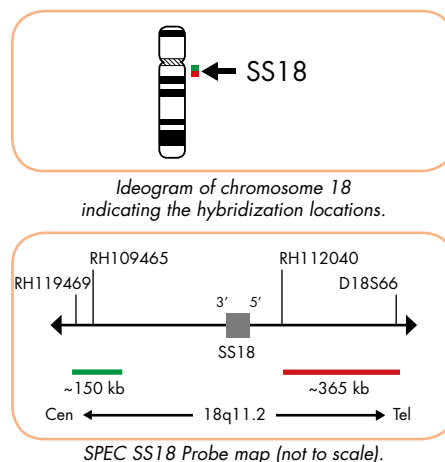 SS18
Ideogram of chromosome 18
indicating the hybridization locations.
RH109465
RH112040
RH119469
D18S66
3’ 5’
SS18
~150 kb
~365 kb
Cen 18q11.2 Tel
SPEC SS18 Probe map (not to scale).